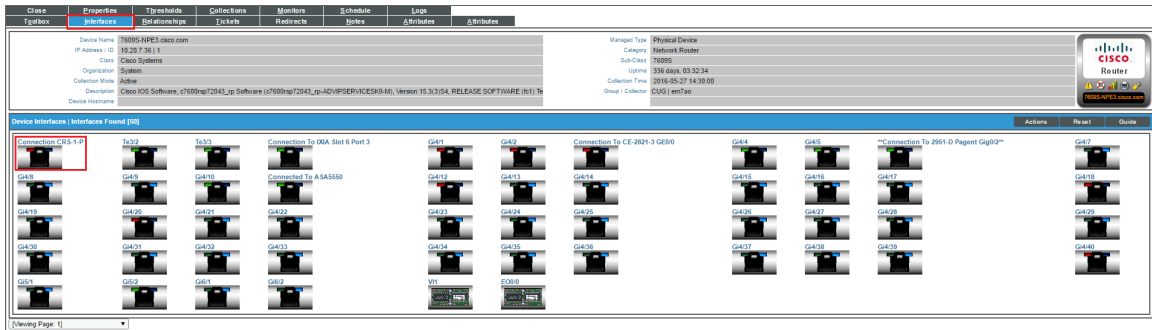 Close Properties Thresholds Collections Monitors Schedule Logs
Toolbox Interfaces Relationships Tickets Redirects Notes Attributes Attributes
Device Name 7609S-NPE3.cisco.com
IP Address / ID 10.20.7.36 | 1
Class Cisco Systems
Organization System
Collection Mode Active
Description Cisco IOS Software, c7600rsp72043_rp Software (c7600rsp72043_rp-ADVIPSERVICESK9-M), Version 15.3(3)S4, RELEASE SOFTWARE (fc1) Te
Device Hostname
Managed Type Physical Device
Category Network.Router
Sub-Class 7609S
Uptime 336 days, 03:32:34
Collection Time 2016-05-27 14:30:00
Group / Collector CUG | em7ao
CISCO
Router
7609S-NPE3.cisco.com
Device Interfaces | Interfaces Found [50]
Actions Reset Guide
Connection CRS-1-P Te3/2 Te3/3 Connection To IXIA Slot 6 Port 3 Gi4/1 Gi4/2 Connection To CE-2821-3 GE0/0 Gi4/4 Gi4/5 **Connection To 2951-D Pagent Gig0/2** Gi4/7
Gi4/8 Gi4/9 Gi4/10 Connected To ASA5550 Gi4/12 Gi4/13 Gi4/14 Gi4/15 Gi4/16 Gi4/17 Gi4/18
Gi4/19 Gi4/20 Gi4/21 Gi4/22 Gi4/23 Gi4/24 Gi4/25 Gi4/26 Gi4/27 Gi4/28 Gi4/29
Gi4/30 Gi4/31 Gi4/32 Gi4/33 Gi4/34 Gi4/35 Gi4/36 Gi4/37 Gi4/38 Gi4/39 Gi4/40
Gi5/1 Gi5/2 Gi6/1 Gi6/2 Vl1 EO0/0
[Viewing Page: 1]